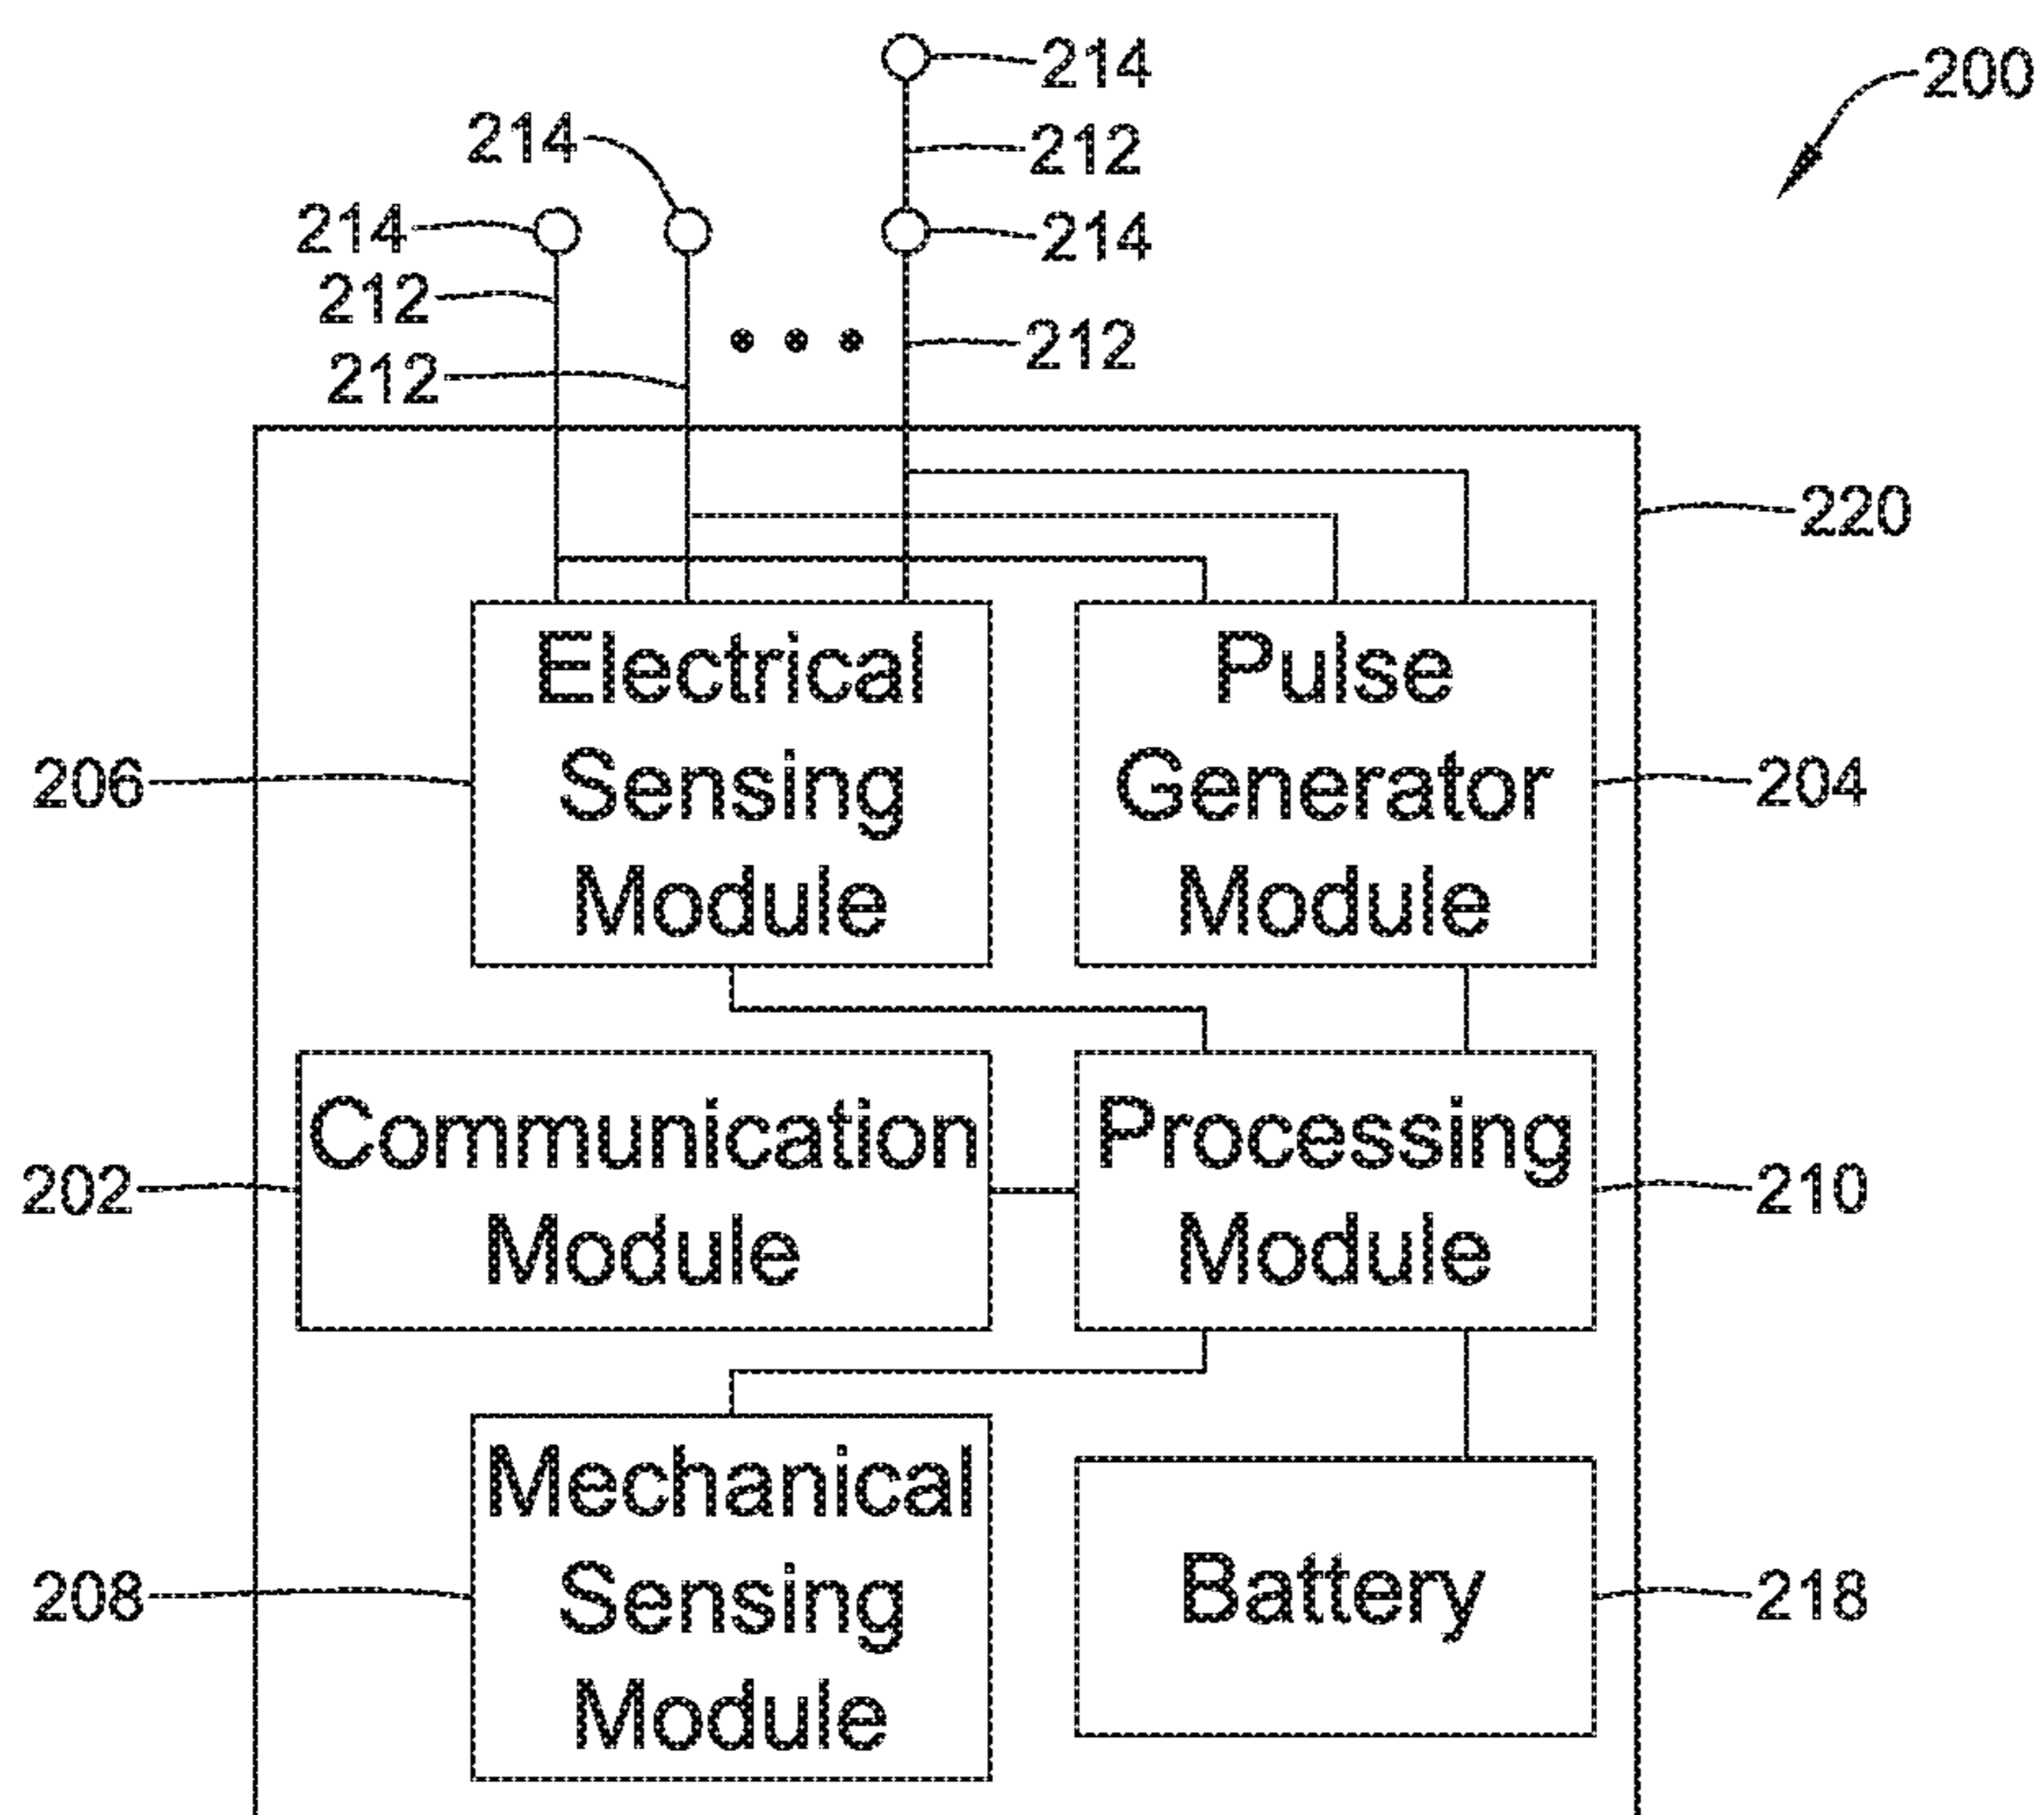 214
200
214
212
214
214
212
212
212
220
Electrical
Sensing
Module
206
Pulse
Generator
Module
204
Communication
Module
202
Processing
Module
210
Mechanical
Sensing
Module
208
Battery
218